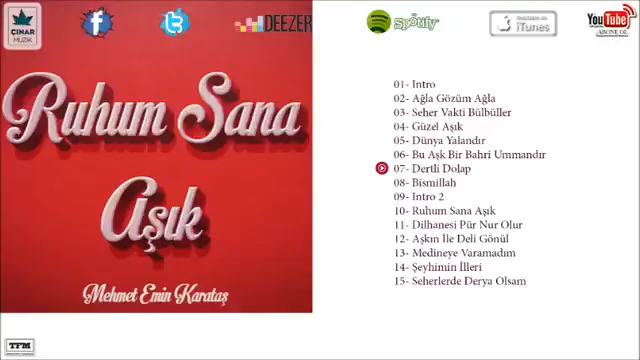 ÇINAR
MÜZİK
DEEZER
Spotify
iTunes
YouTube
ABONE OL
Ruhum Sana
Aşık
Mehmet Emin Karataş
01- Intro
02- Ağla Gözüm Ağla
03- Seher Vakti Bülbüller
04- Güzel Aşık
05- Dünya Yalandır
06- Bu Aşk Bir Bahri Ummandır
07- Dertli Dolap
08- Bismillah
09- Intro 2
10- Ruhum Sana Aşık
11- Dilhanesi Pür Nur Olur
12- Aşkın İle Deli Gönül
13- Medineye Varamadım
14- Şeyhimin İlleri
15- Seherlerde Derya Olsam
TFM